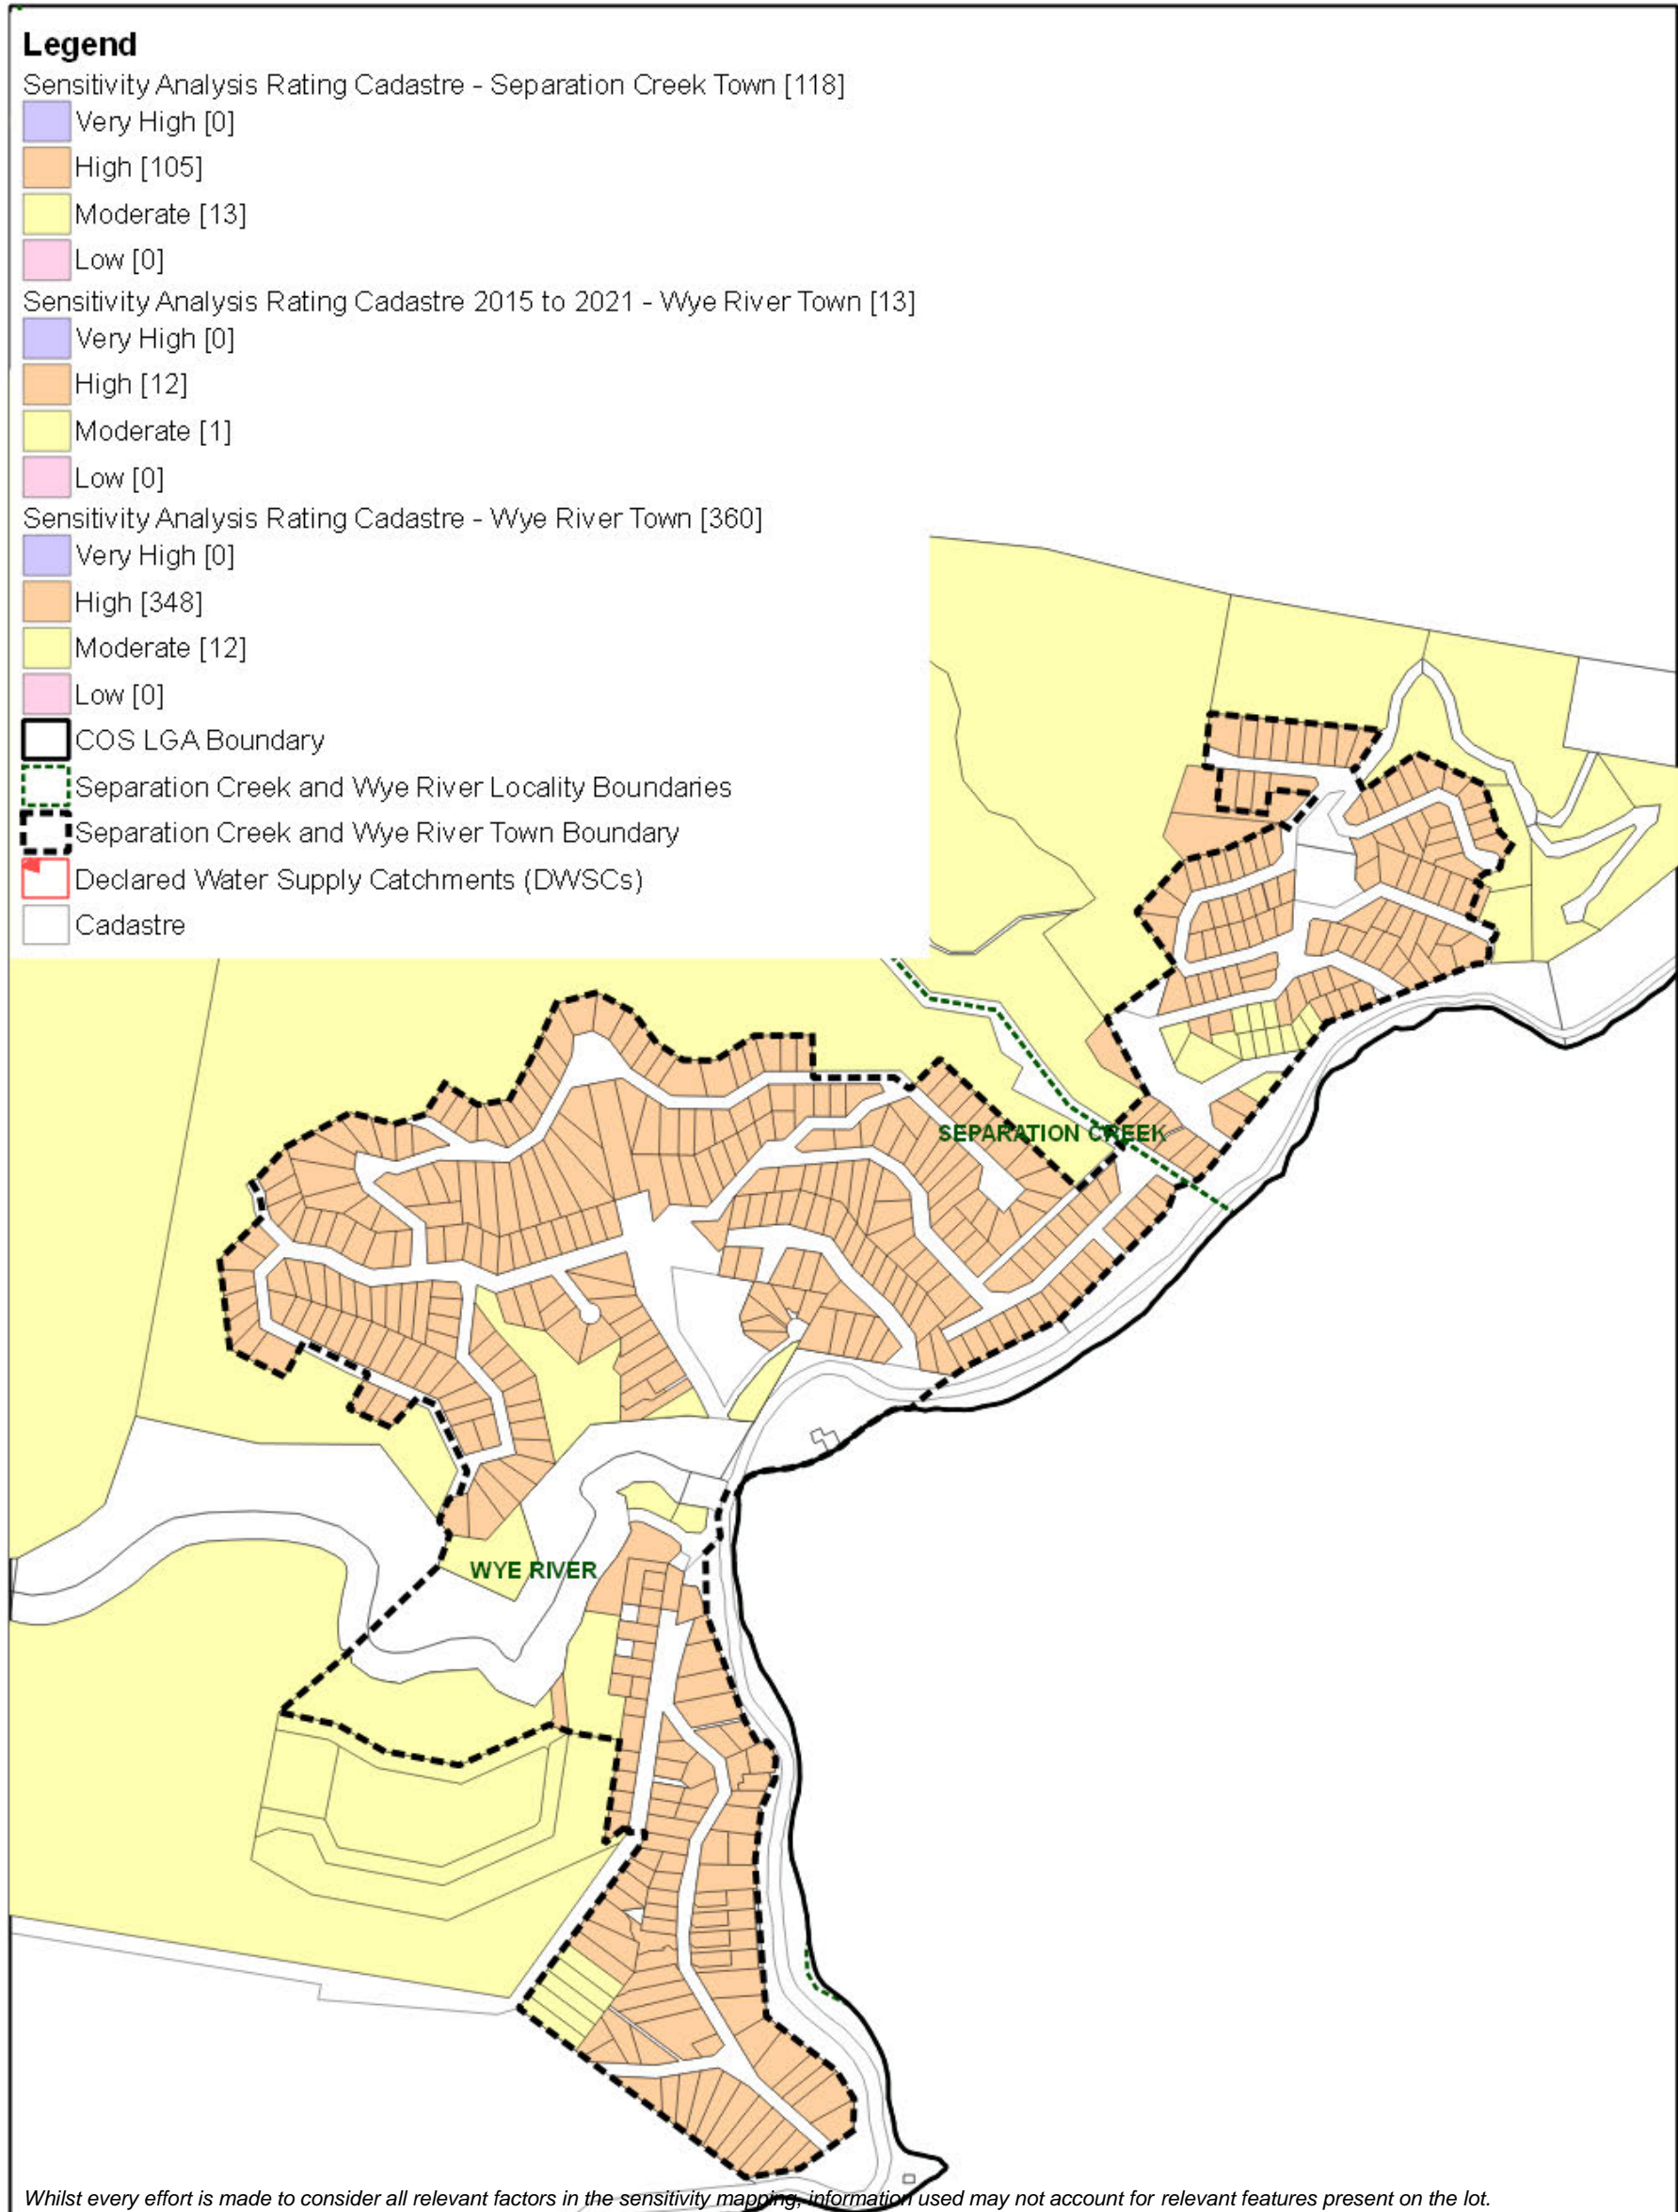 Legend
Sensitivity Analysis Rating Cadastre - Separation Creek Town [118]
Very High [0]
High [105]
Moderate [13]
Low [0]
Sensitivity Analysis Rating Cadastre 2015 to 2021 - Wye River Town [13]
Very High [0]
High [12]
Moderate [1]
Low [0]
Sensitivity Analysis Rating Cadastre - Wye River Town [360]
Very High [0]
High [348]
Moderate [12]
Low [0]
COS LGA Boundary
Separation Creek and Wye River Locality Boundaries
Separation Creek and Wye River Town Boundary
Declared Water Supply Catchments (DWSCs)
Cadastre
SEPARATION CREEK
WYE RIVER
Whilst every effort is made to consider all relevant factors in the sensitivity mapping, information used may not account for relevant features present on the lot.